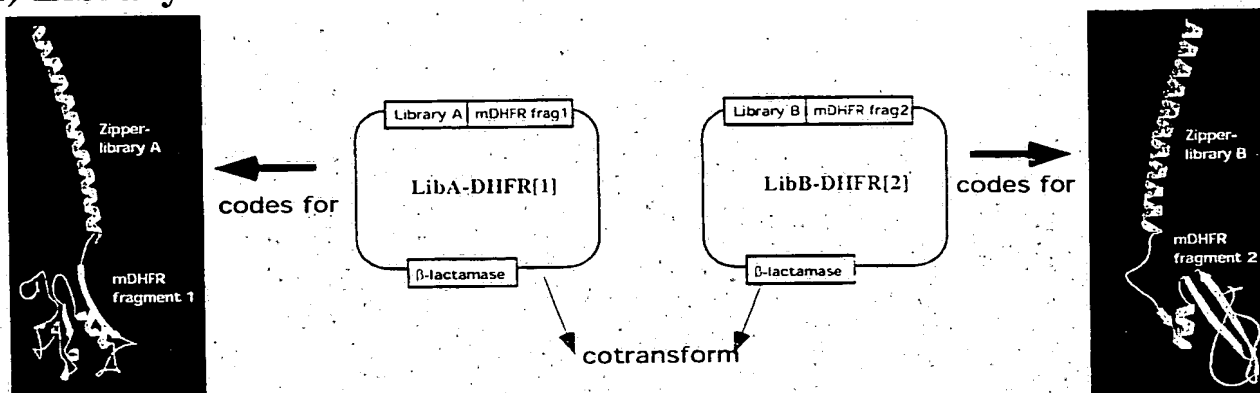 Zipper-
library A
mDHFR
fragment 1
codes for
Library A mDHFR frag1
LibA-DHFR[1]
β-lactamase
Library B mDHFR frag2
LibB-DHFR[2]
β-lactamase
cotransform
codes for
Zipper-
library B
mDHFR
fragment 2